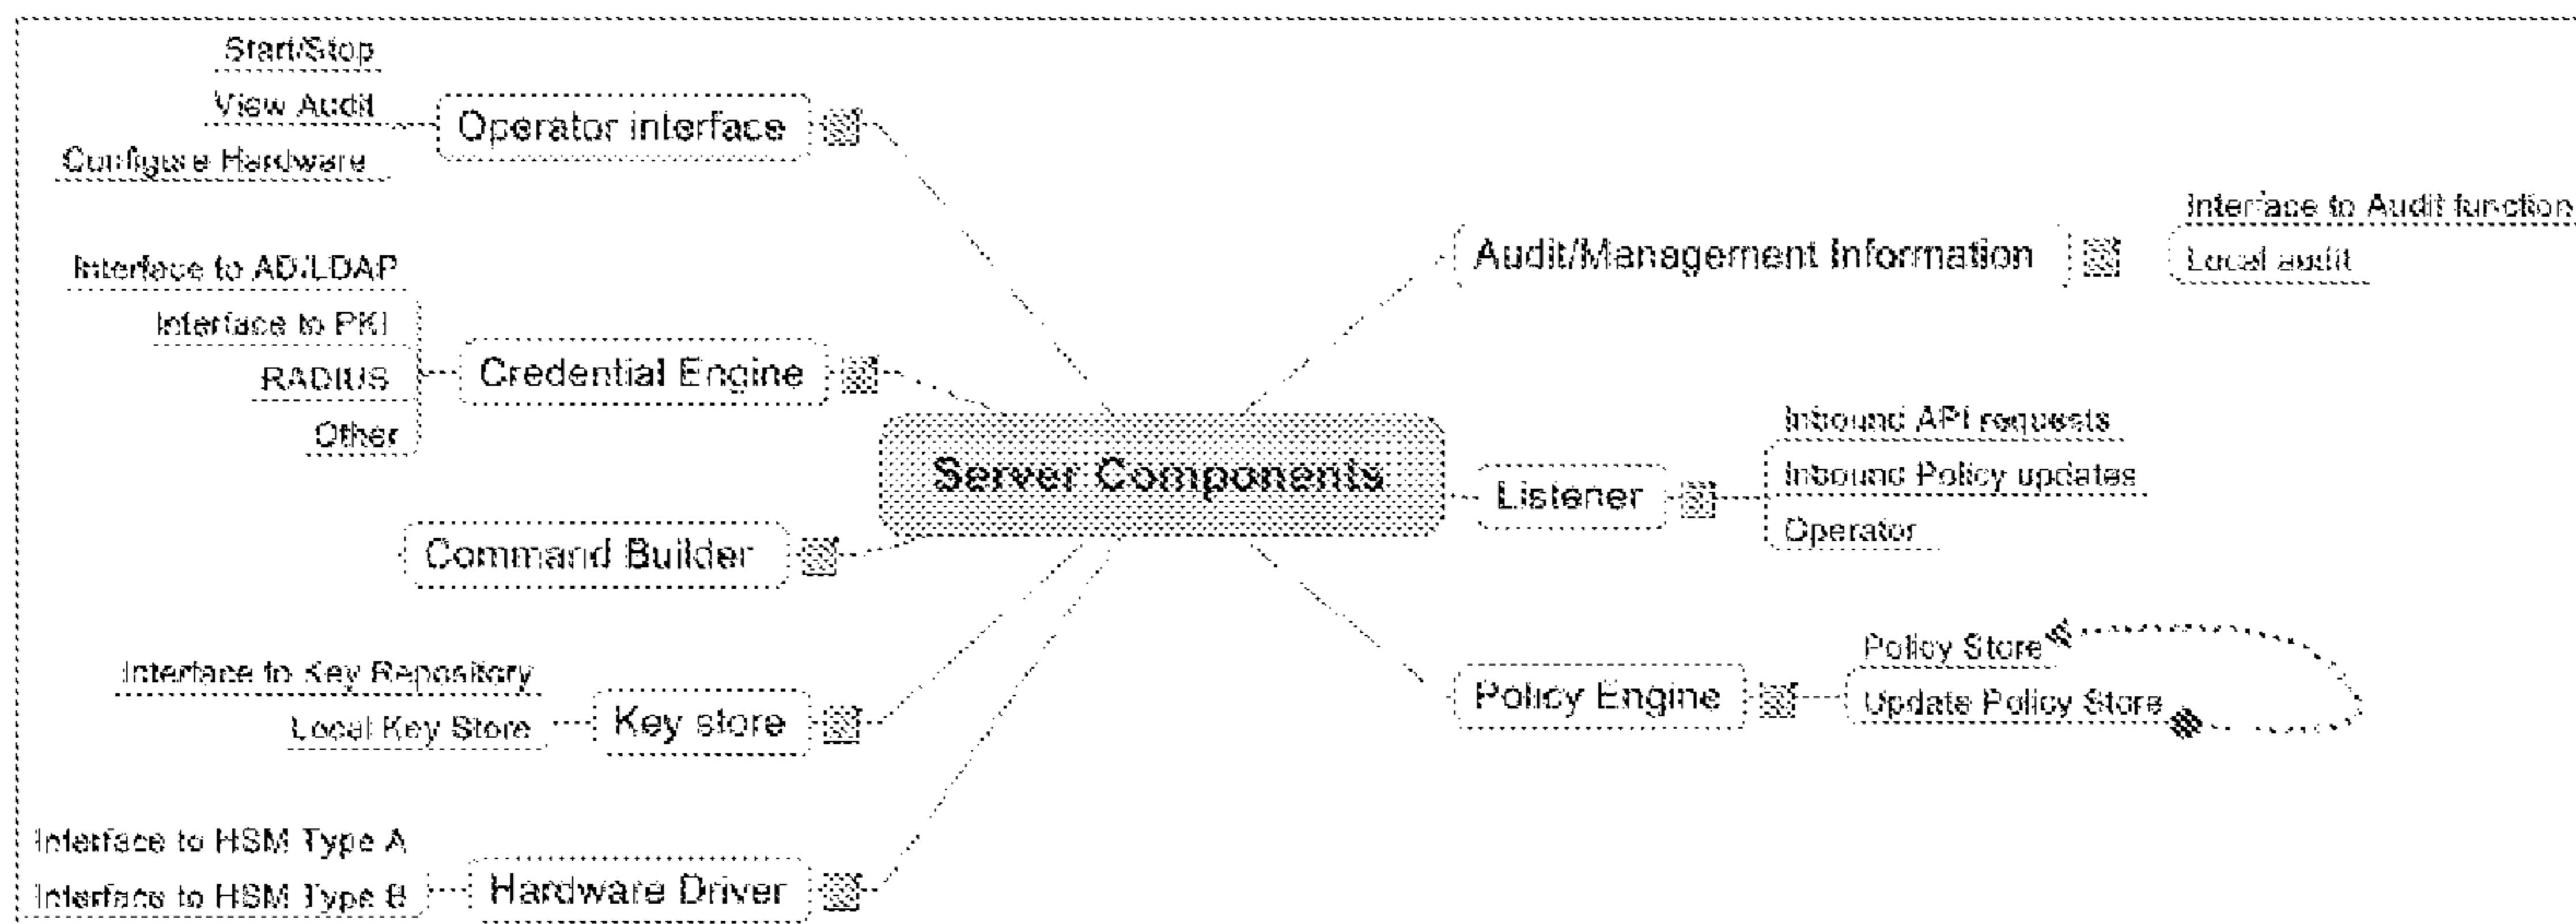 Start/Stop
View Audit
Configure Hardware
Operator interface
Interface to AD/LDAP
Interface to PKI
RADIUS
Other
Credential Engine
Command Builder
Interface to Key Repository
Local Key Store
Key store
Interface to HSM Type A
Interface to HSM Type B
Hardware Driver
Server Components
Audit/Management Information
Interface to Audit function
Local audit
Listener
Inbound API requests
Inbound Policy updates
Operator
Policy Engine
Policy Store
Update Policy Store